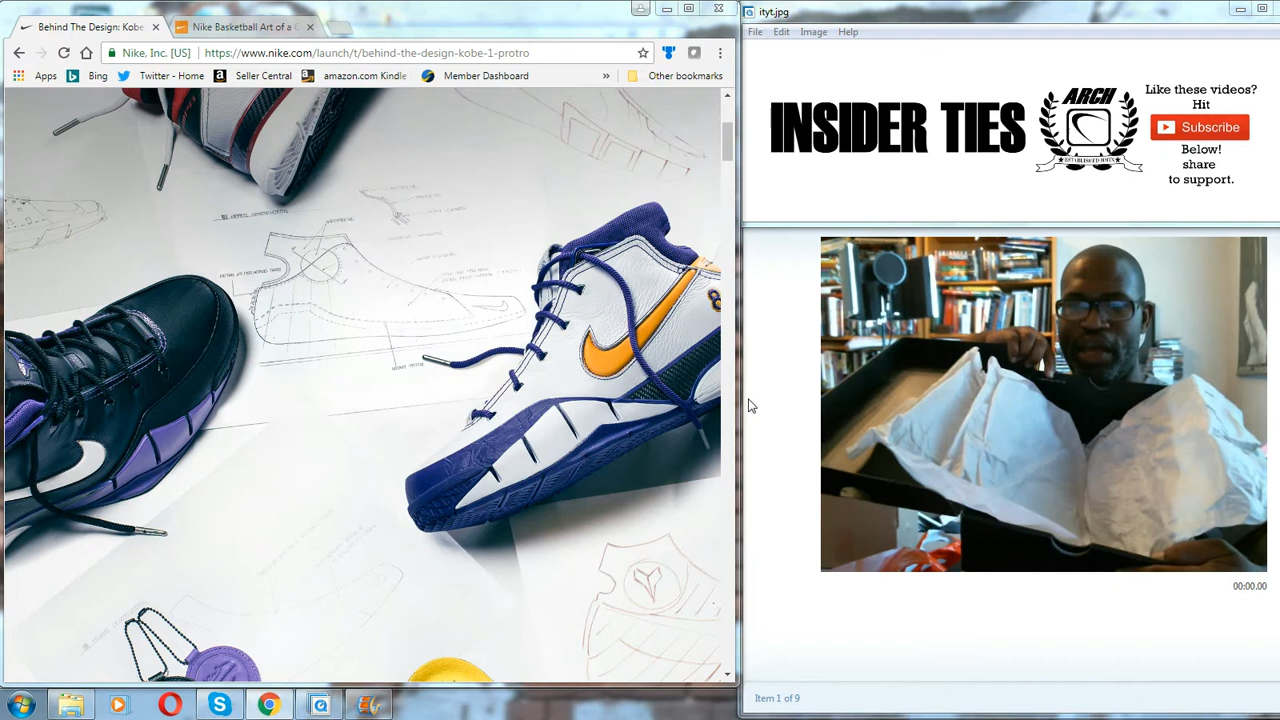 Behind The Design: Kobe
Nike Basketball Art of a C
Nike, Inc. [US]
https://www.nike.com/launch/t/behind-the-design-kobe-1-protro
Apps
Bing
Twitter - Home
Seller Central
amazon.com Kindle
Member Dashboard
»
Other bookmarks
8
ityt.jpg
File Edit Image Help
INSIDER TIES
ARCH
ESTABLISHED MMIX
Like these videos?
Hit
Subscribe
Below!
share
to support.
00:00.00
Item 1 of 9